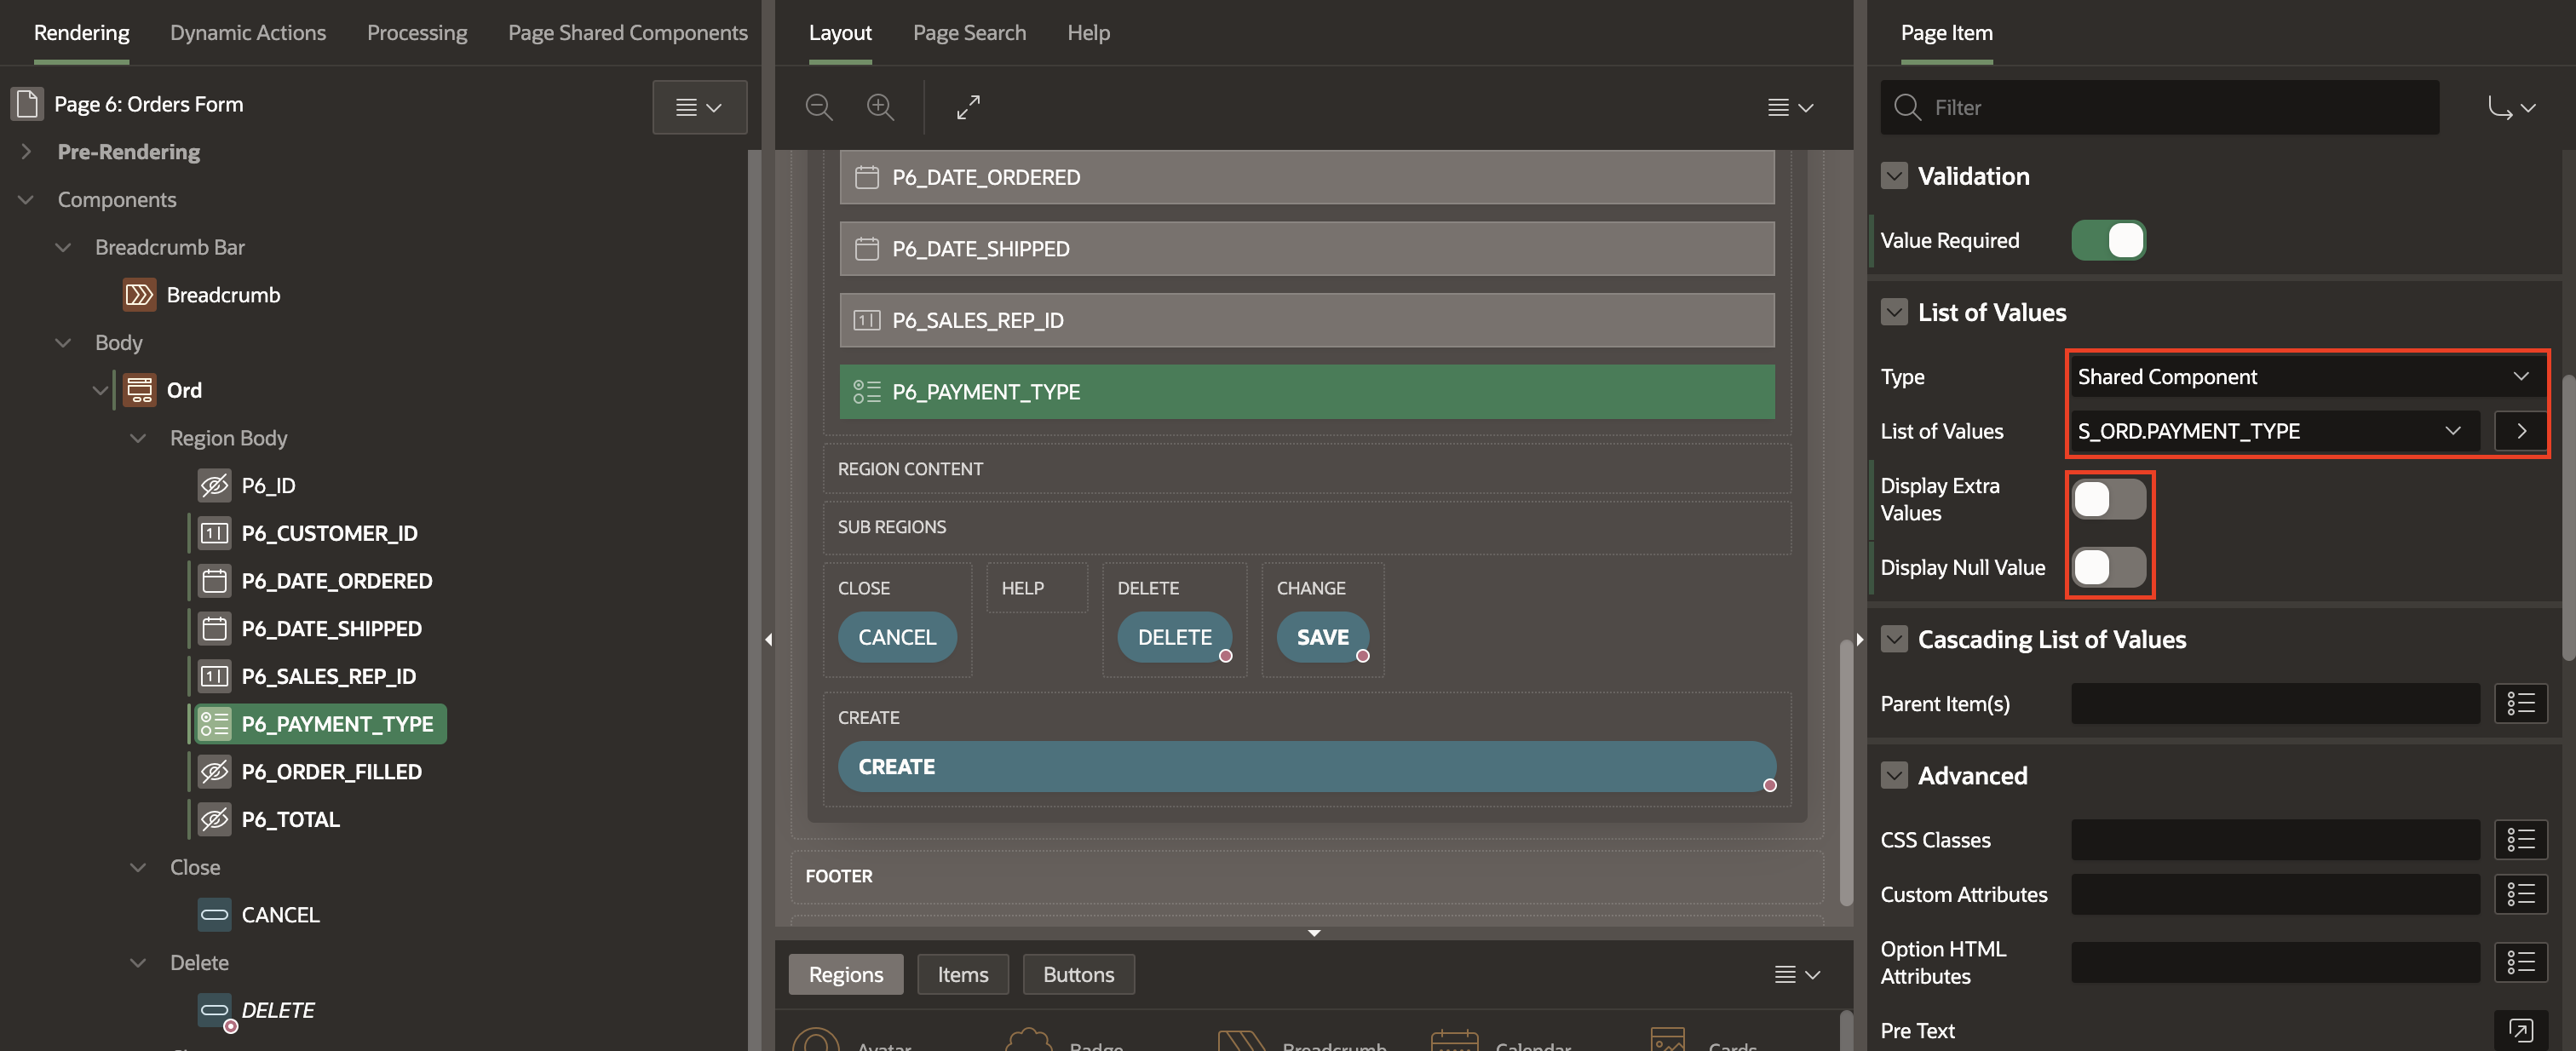 Rendering
Dynamic Actions
Processing
Page Shared Components
Page 6: Orders Form
Pre-Rendering
Components
Breadcrumb Bar
Breadcrumb
Body
Ord
Region Body
P6_ID
P6_CUSTOMER_ID
P6_DATE_ORDERED
P6_DATE_SHIPPED
P6_SALES_REP_ID
P6_PAYMENT_TYPE
P6_ORDER_FILLED
P6_TOTAL
Close
CANCEL
Delete
DELETE
Layout
Page Search
Help
P6_DATE_ORDERED
P6_DATE_SHIPPED
P6_SALES_REP_ID
P6_PAYMENT_TYPE
REGION CONTENT
SUB REGIONS
CLOSE
HELP
DELETE
CHANGE
CANCEL
DELETE
SAVE
CREATE
CREATE
FOOTER
Regions
Items
Buttons
Avatar
Badge
Breadcrumb
Calendar
Cards
Page Item
Filter
Validation
Value Required
List of Values
Type
Shared Component
List of Values
S_ORD.PAYMENT_TYPE
Display Extra
Values
Display Null Value
Cascading List of Values
Parent Item(s)
Advanced
CSS Classes
Custom Attributes
Option HTML
Attributes
Pre Text